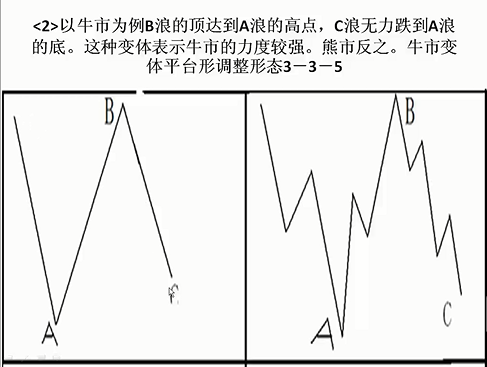 <2>以牛市为例B浪的顶达到A浪的高点，C浪无力跌到A浪
的底。这种变体表示牛市的力度较强。熊市反之。牛市变
体平台形调整形态3－3－5
B
A
C
B
A
C